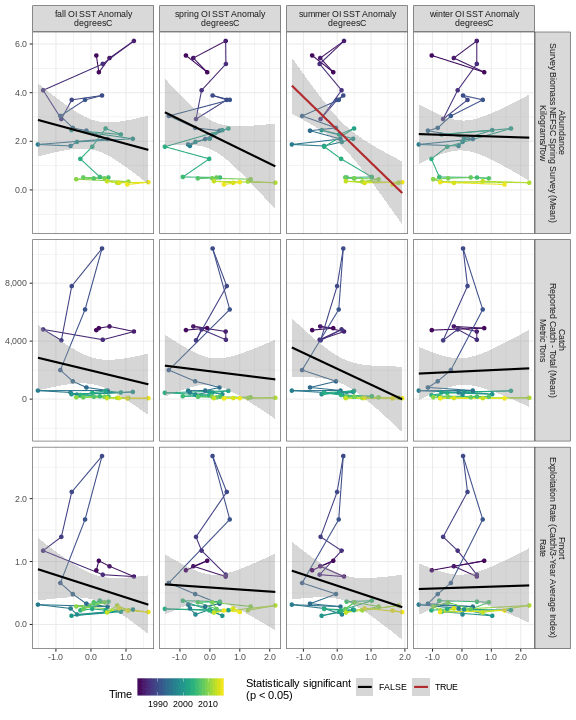 fall OI SST Anomaly
degreesC
spring OI SST Anomaly
degreesC
summer OI SST Anomaly
degreesC
winter OI SST Anomaly
degreesC
6.0
4.0
2.0
0.0
Abundance
Survey Biomass NEFSC Spring Survey (Mean)
Kilograms/Tow
8,000
4,000
0
Catch
Reported Catch - Total (Mean)
Metric Tons
2.0
1.0
0.0
Fmort
Exploitation Rate (Catch/3-Year Average Index)
Rate
-1.0 0.0 1.0
-1.0 0.0 1.0 2.0
-1.0 0.0 1.0 2.0
-1.0 0.0 1.0 2.0
Time
1990 2000 2010
Statistically significant
(p < 0.05)
FALSE
TRUE